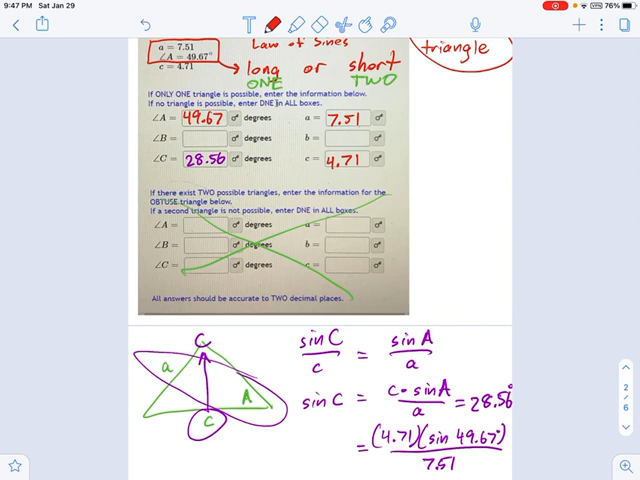 9:47 PM Sat Jan 29
76%
a = 7.51
∠A = 49.67°
c = 4.71
Law of Sines
long or short
ONE TWO
triangle
If ONLY ONE triangle is possible, enter the information below.
If no triangle is possible, enter DNE in ALL boxes.
∠A = 49.67 degrees a = 7.51
∠B = degrees b =
∠C = 28.56 degrees c = 4.71
If there exist TWO possible triangles, enter the information for the
OBTUSE triangle below.
If a second triangle is not possible, enter DNE in ALL boxes.
∠A = degrees a =
∠B = degrees b =
∠C = degrees c =
All answers should be accurate to TWO decimal places.
C
a
A
c
sin C / c = sin A / a
sin C = c • sin A / a = 28.56°
= (4.71)(sin 49.67°) / 7.51
2
/
6